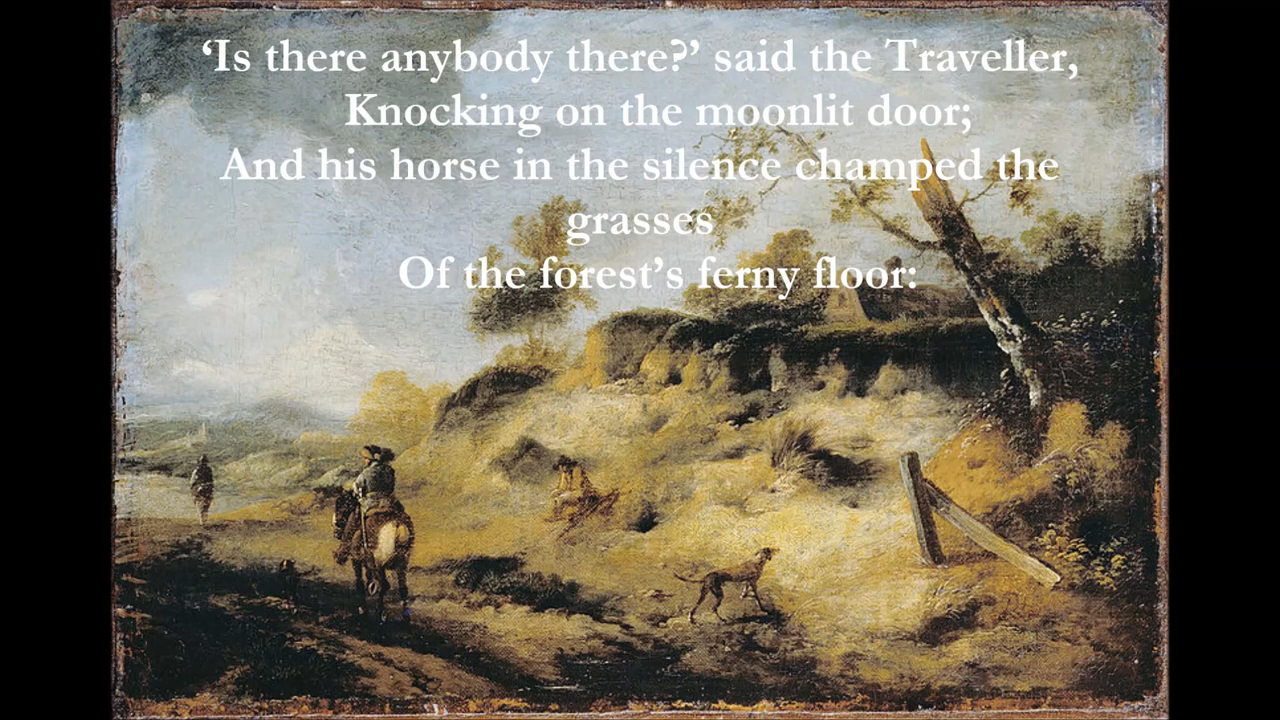 ‘Is there anybody there?’ said the Traveller,
Knocking on the moonlit door;
And his horse in the silence champed the
grasses
Of the forest’s ferny floor: